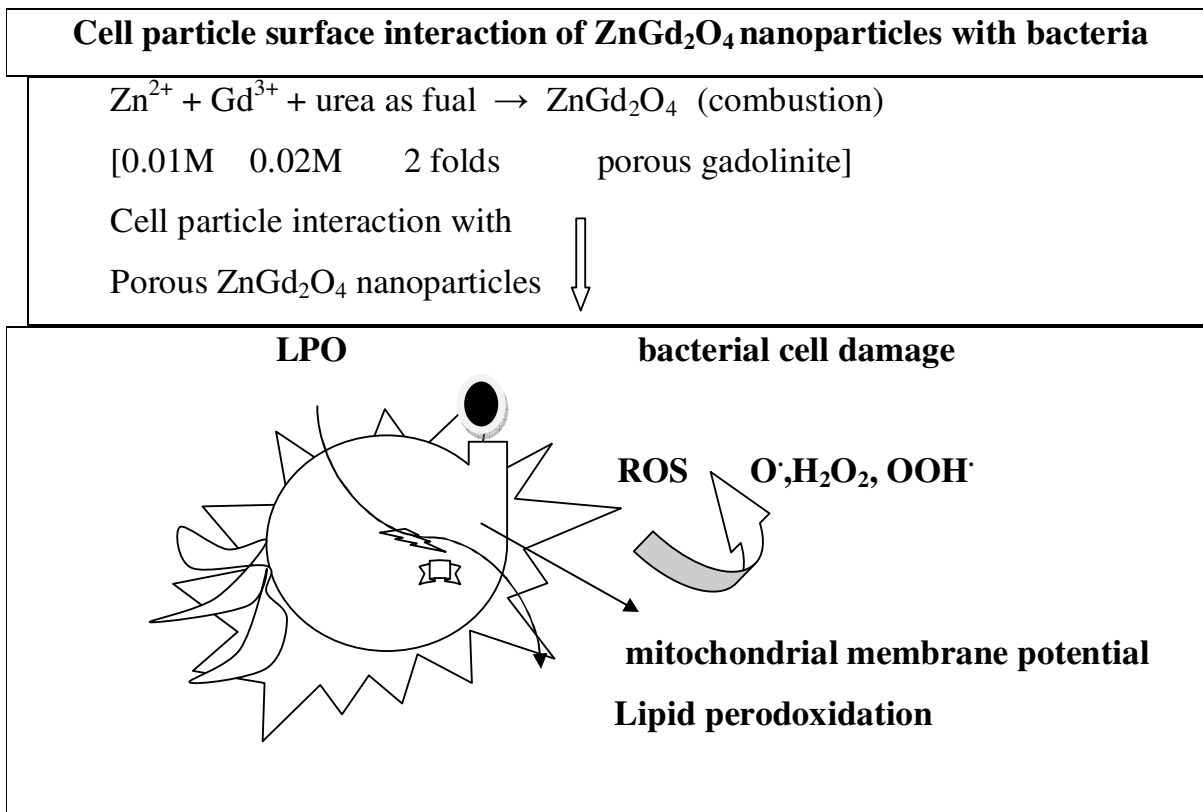 Cell particle surface interaction of ZnGd₂O₄ nanoparticles with bacteria
Zn²⁺ + Gd³⁺ + urea as fual → ZnGd₂O₄ (combustion)
[0.01M 0.02M 2 folds porous gadolinite]
Cell particle interaction with
Porous ZnGd₂O₄ nanoparticles
LPO bacterial cell damage
ROS O˙,H₂O₂, OOH˙
mitochondrial membrane potential
Lipid perodoxidation